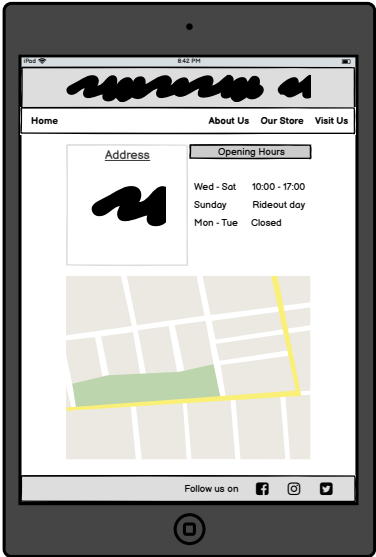 iPad 8:42 PM
Home About Us Our Store Visit Us
Address
Opening Hours
Wed - Sat 10:00 - 17:00
Sunday Rideout day
Mon - Tue Closed
Follow us on